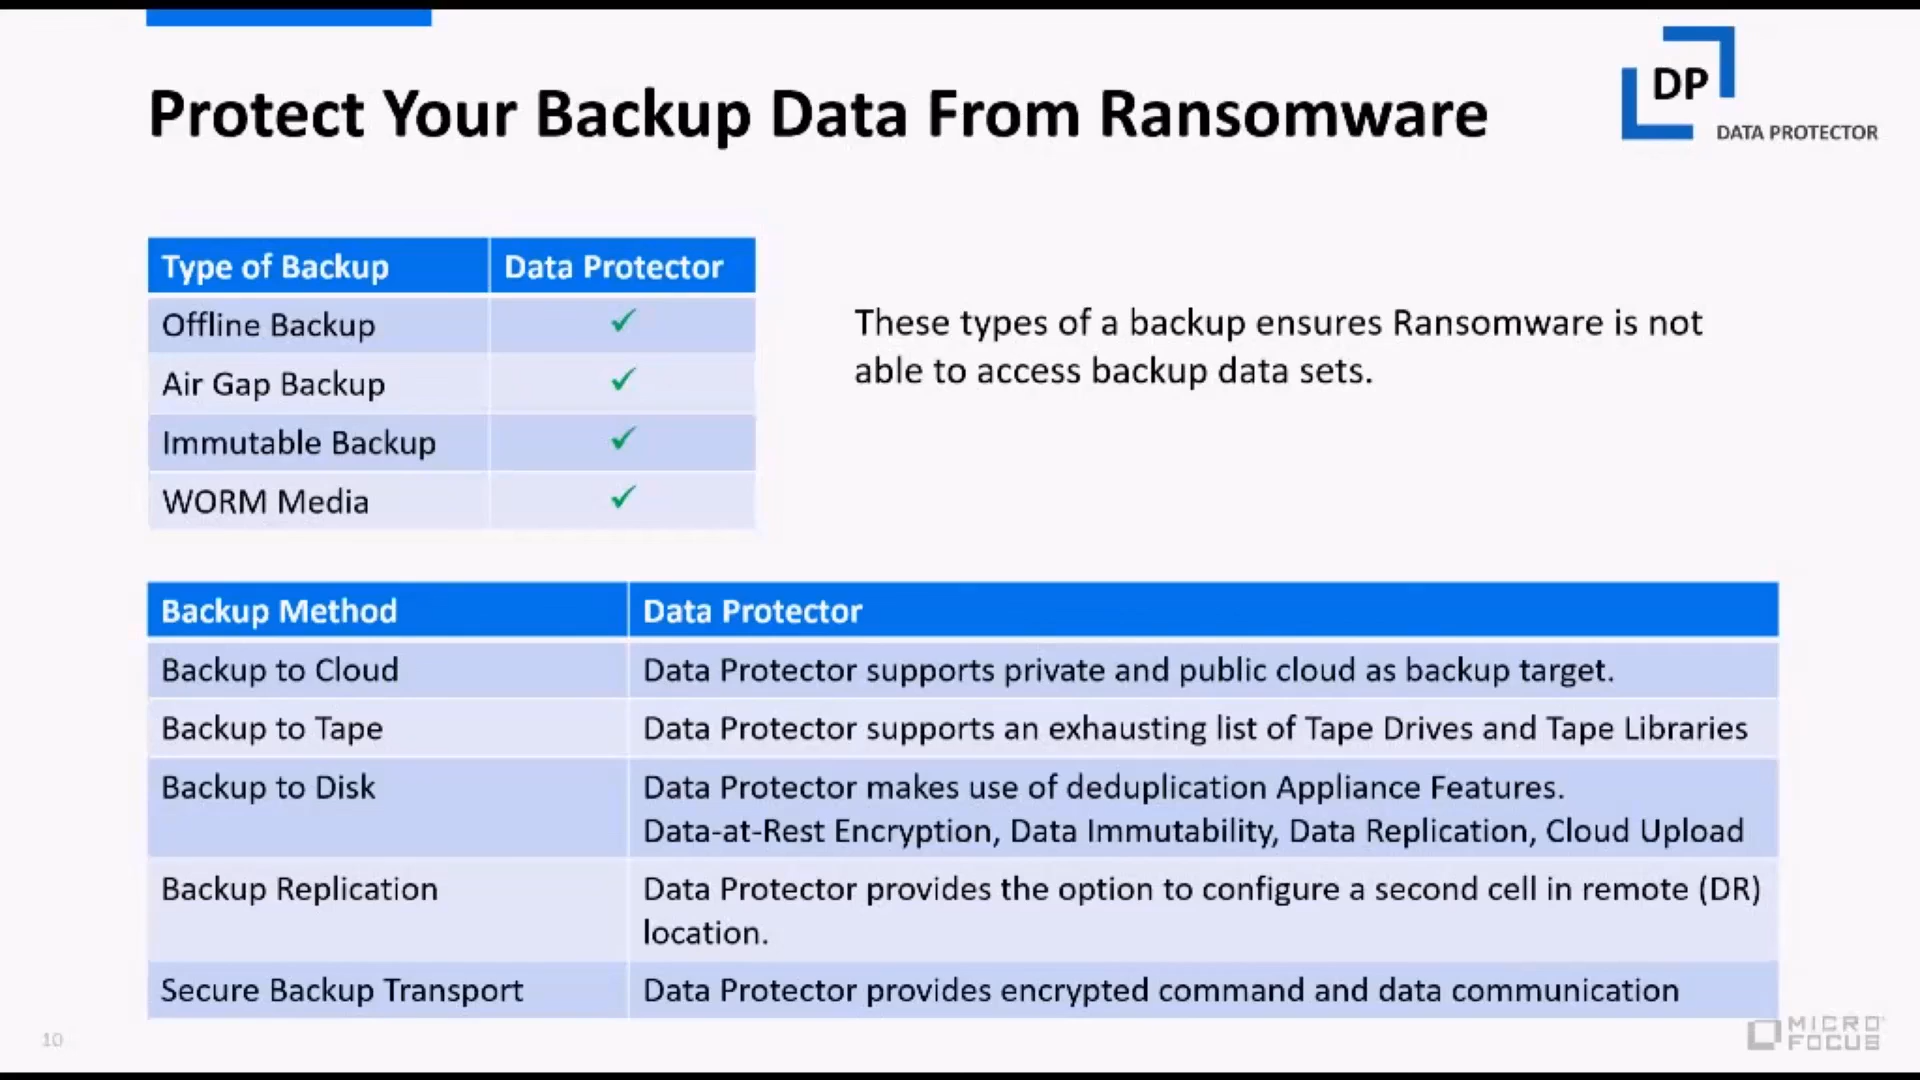 DP
DATA PROTECTOR
Protect Your Backup Data From Ransomware
Type of Backup Data Protector
Offline Backup ✓
Air Gap Backup ✓
Immutable Backup ✓
WORM Media ✓
These types of a backup ensures Ransomware is not
able to access backup data sets.
Backup Method Data Protector
Backup to Cloud Data Protector supports private and public cloud as backup target.
Backup to Tape Data Protector supports an exhausting list of Tape Drives and Tape Libraries
Backup to Disk Data Protector makes use of deduplication Appliance Features.
Data-at-Rest Encryption, Data Immutability, Data Replication, Cloud Upload
Backup Replication Data Protector provides the option to configure a second cell in remote (DR)
location.
Secure Backup Transport Data Protector provides encrypted command and data communication
10
MICRO
FOCUS